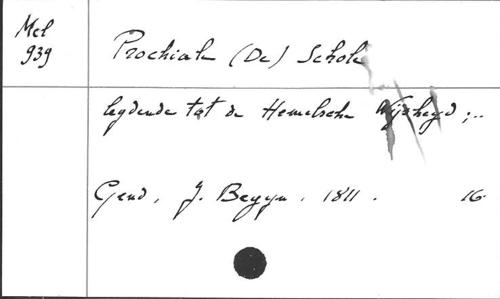 Mel
939
Prochiale (De) Schole
leydende tot de Hemelsche Wijsheyd ;..
Gend, J. Begyn, 1811.
16